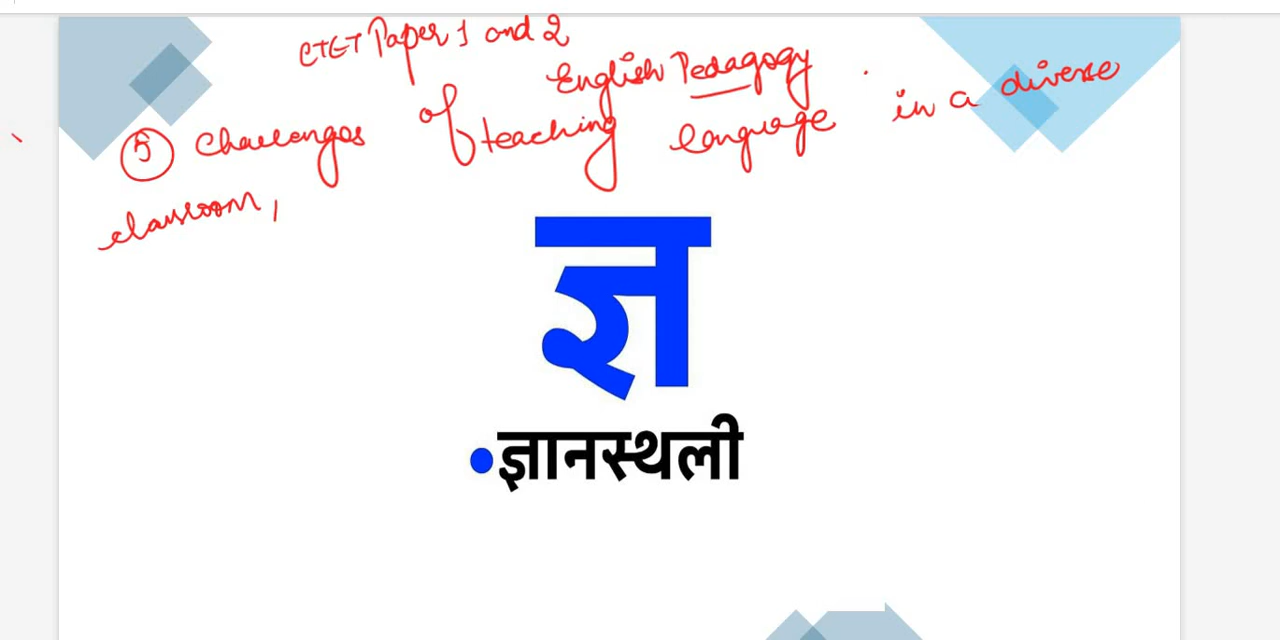 CTET Paper 1 and 2
English Pedagogy
5 Challenges of teaching language in a diverse
classroom,
ज्ञ
ज्ञानस्थली